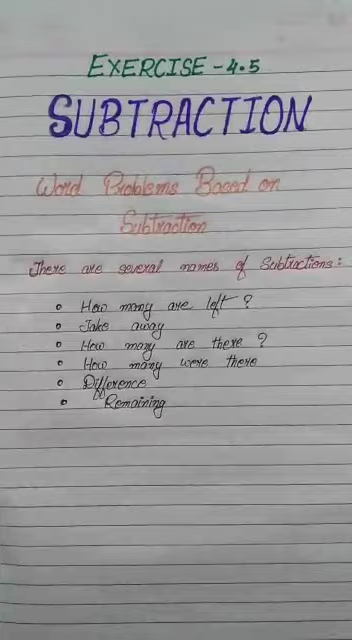 EXERCISE - 4.5
SUBTRACTION
Word Problems Based on
Subtraction
There are several names of Subtractions:
• How many are left?
• Take away
• How many are there?
• How many were there
• Difference
• Remaining